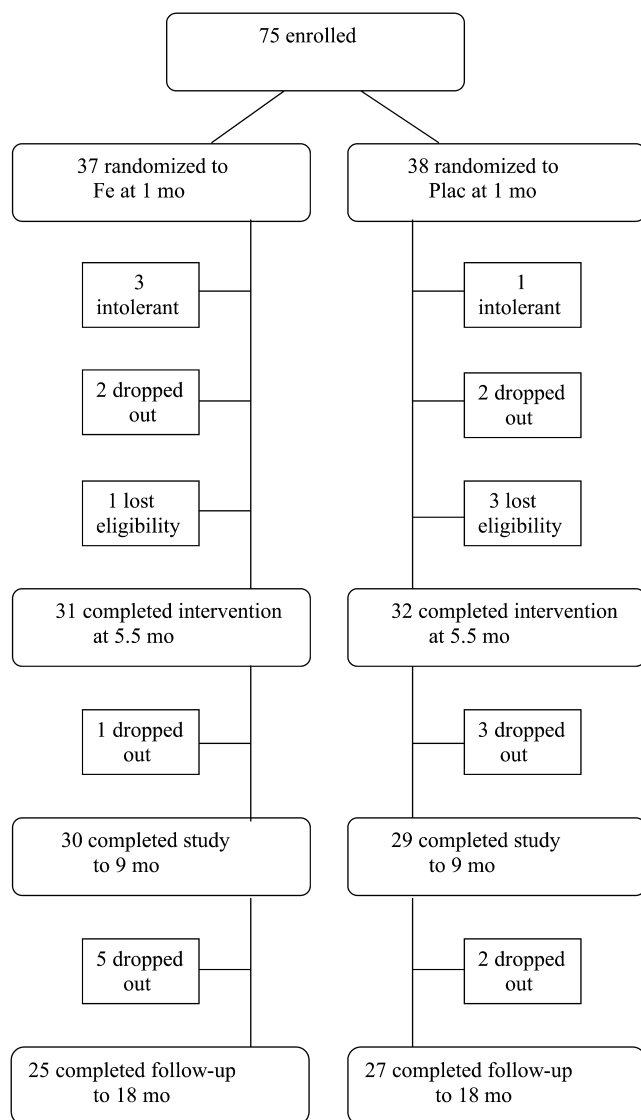 75 enrolled
37 randomized to
Fe at 1 mo
38 randomized to
Plac at 1 mo
3
intolerant
1
intolerant
2 dropped
out
2 dropped
out
1 lost
eligibility
3 lost
eligibility
31 completed intervention
at 5.5 mo
32 completed intervention
at 5.5 mo
1 dropped
out
3 dropped
out
30 completed study
to 9 mo
29 completed study
to 9 mo
5 dropped
out
2 dropped
out
25 completed follow-up
to 18 mo
27 completed follow-up
to 18 mo